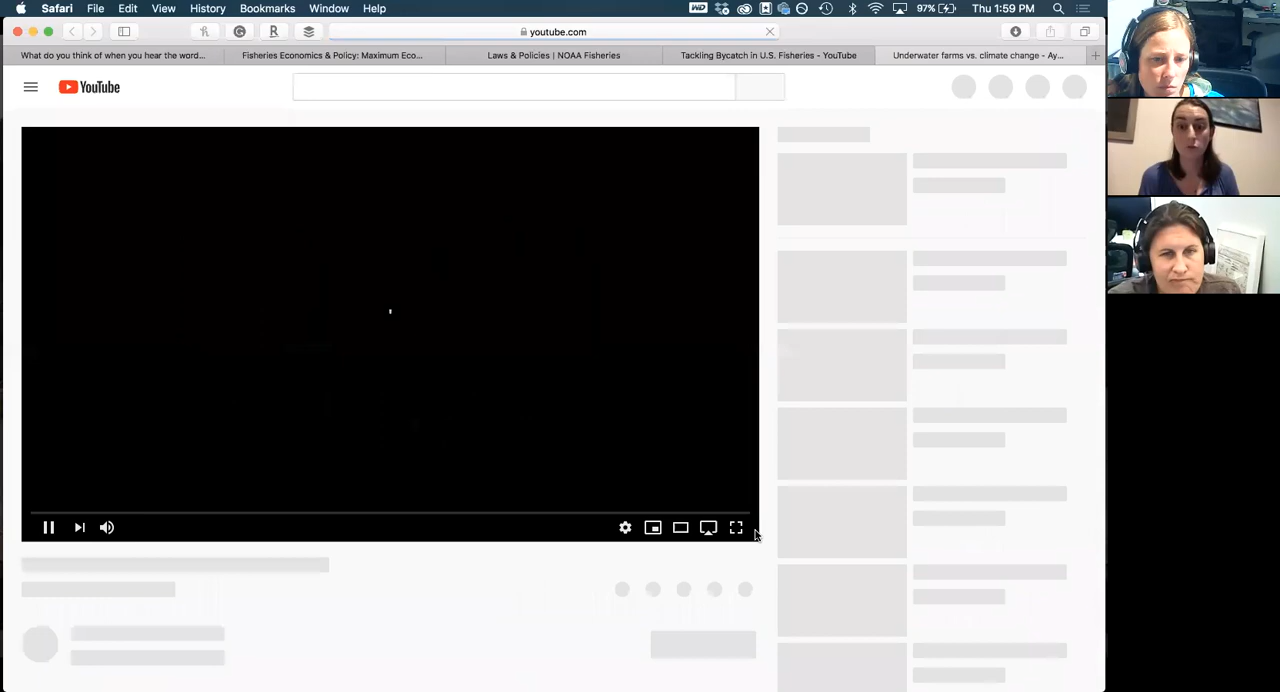 Safari File Edit View History Bookmarks Window Help 97% Thu 1:59 PM
youtube.com
What do you think of when you hear the word... Fisheries Economics & Policy: Maximum Eco... Laws & Policies | NOAA Fisheries Tackling Bycatch in U.S. Fisheries - YouTube Underwater farms vs. climate change - Ay...
YouTube